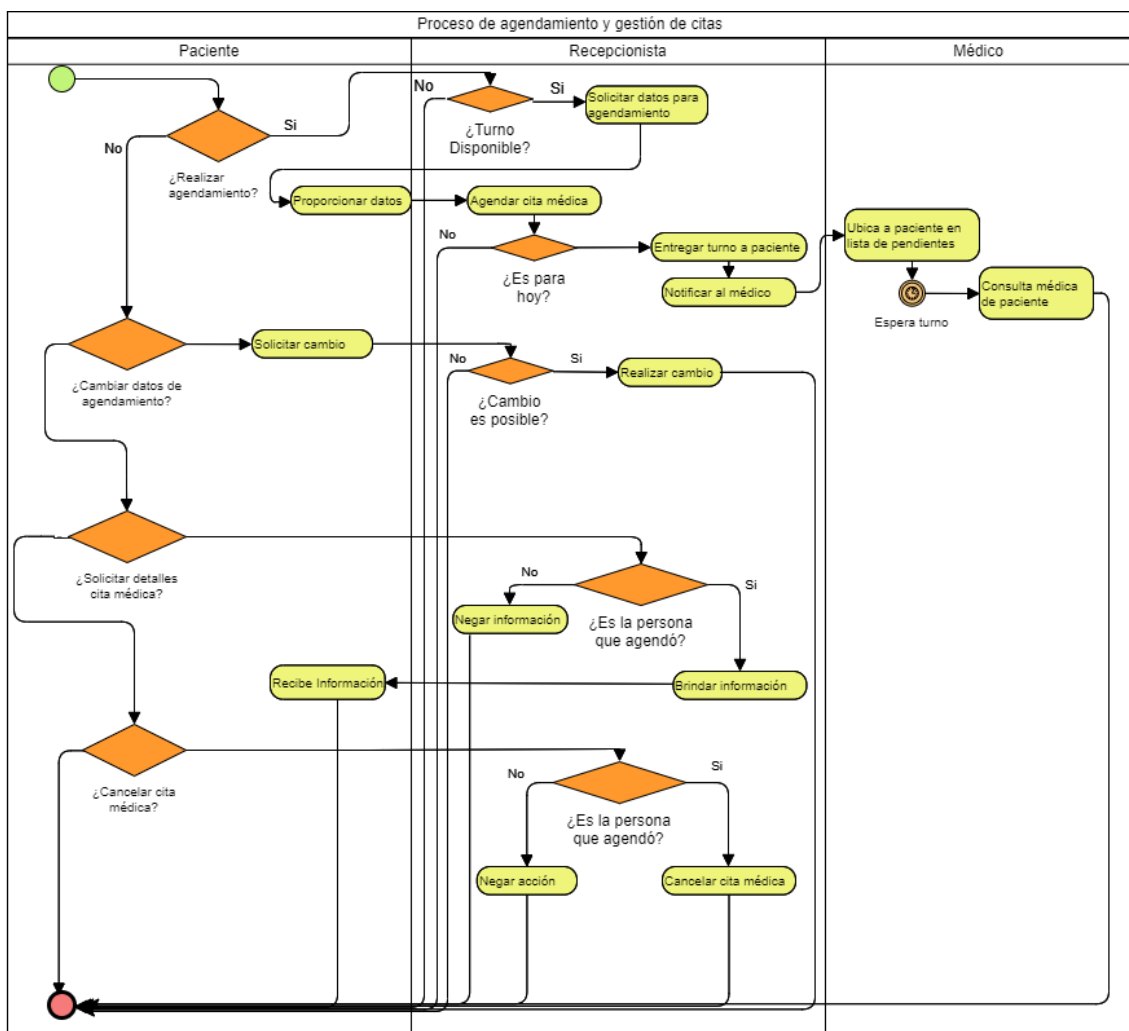 Proceso de agendamiento y gestión de citas
Paciente
Recepcionista
Médico
No
Si
Solicitar datos para
agendamiento
Si
No
¿Turno
Disponible?
¿Realizar
agendamiento?
Proporcionar datos
Agendar cita médica
Ubica a paciente en
lista de pendientes
No
Entregar turno a paciente
¿Es para
hoy?
Notificar al médico
Consulta médica
de paciente
Espera turno
Solicitar cambio
No
Si
Realizar cambio
¿Cambiar datos de
agendamiento?
¿Cambio
es posible?
¿Solicitar detalles
cita médica?
No
Si
Negar información
¿Es la persona
que agendó?
Recibe Información
Brindar información
¿Cancelar cita
médica?
No
Si
¿Es la persona
que agendó?
Negar acción
Cancelar cita médica